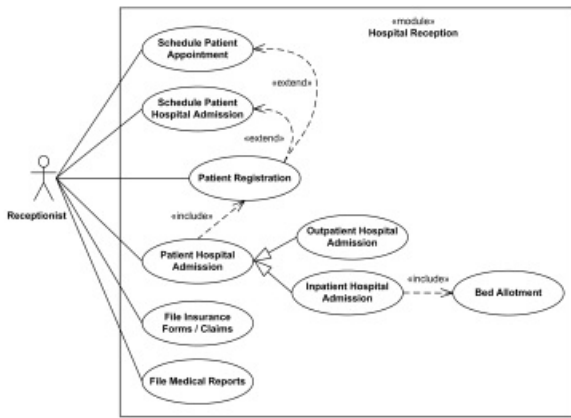 «module»
Hospital Reception
Schedule Patient
Appointment
«extend»
Schedule Patient
Hospital Admission
«extend»
Patient Registration
Receptionist
«include»
Outpatient Hospital
Admission
Patient Hospital
Admission
«include»
Inpatient Hospital
Admission
Bed Allotment
File Insurance
Forms / Claims
File Medical Reports